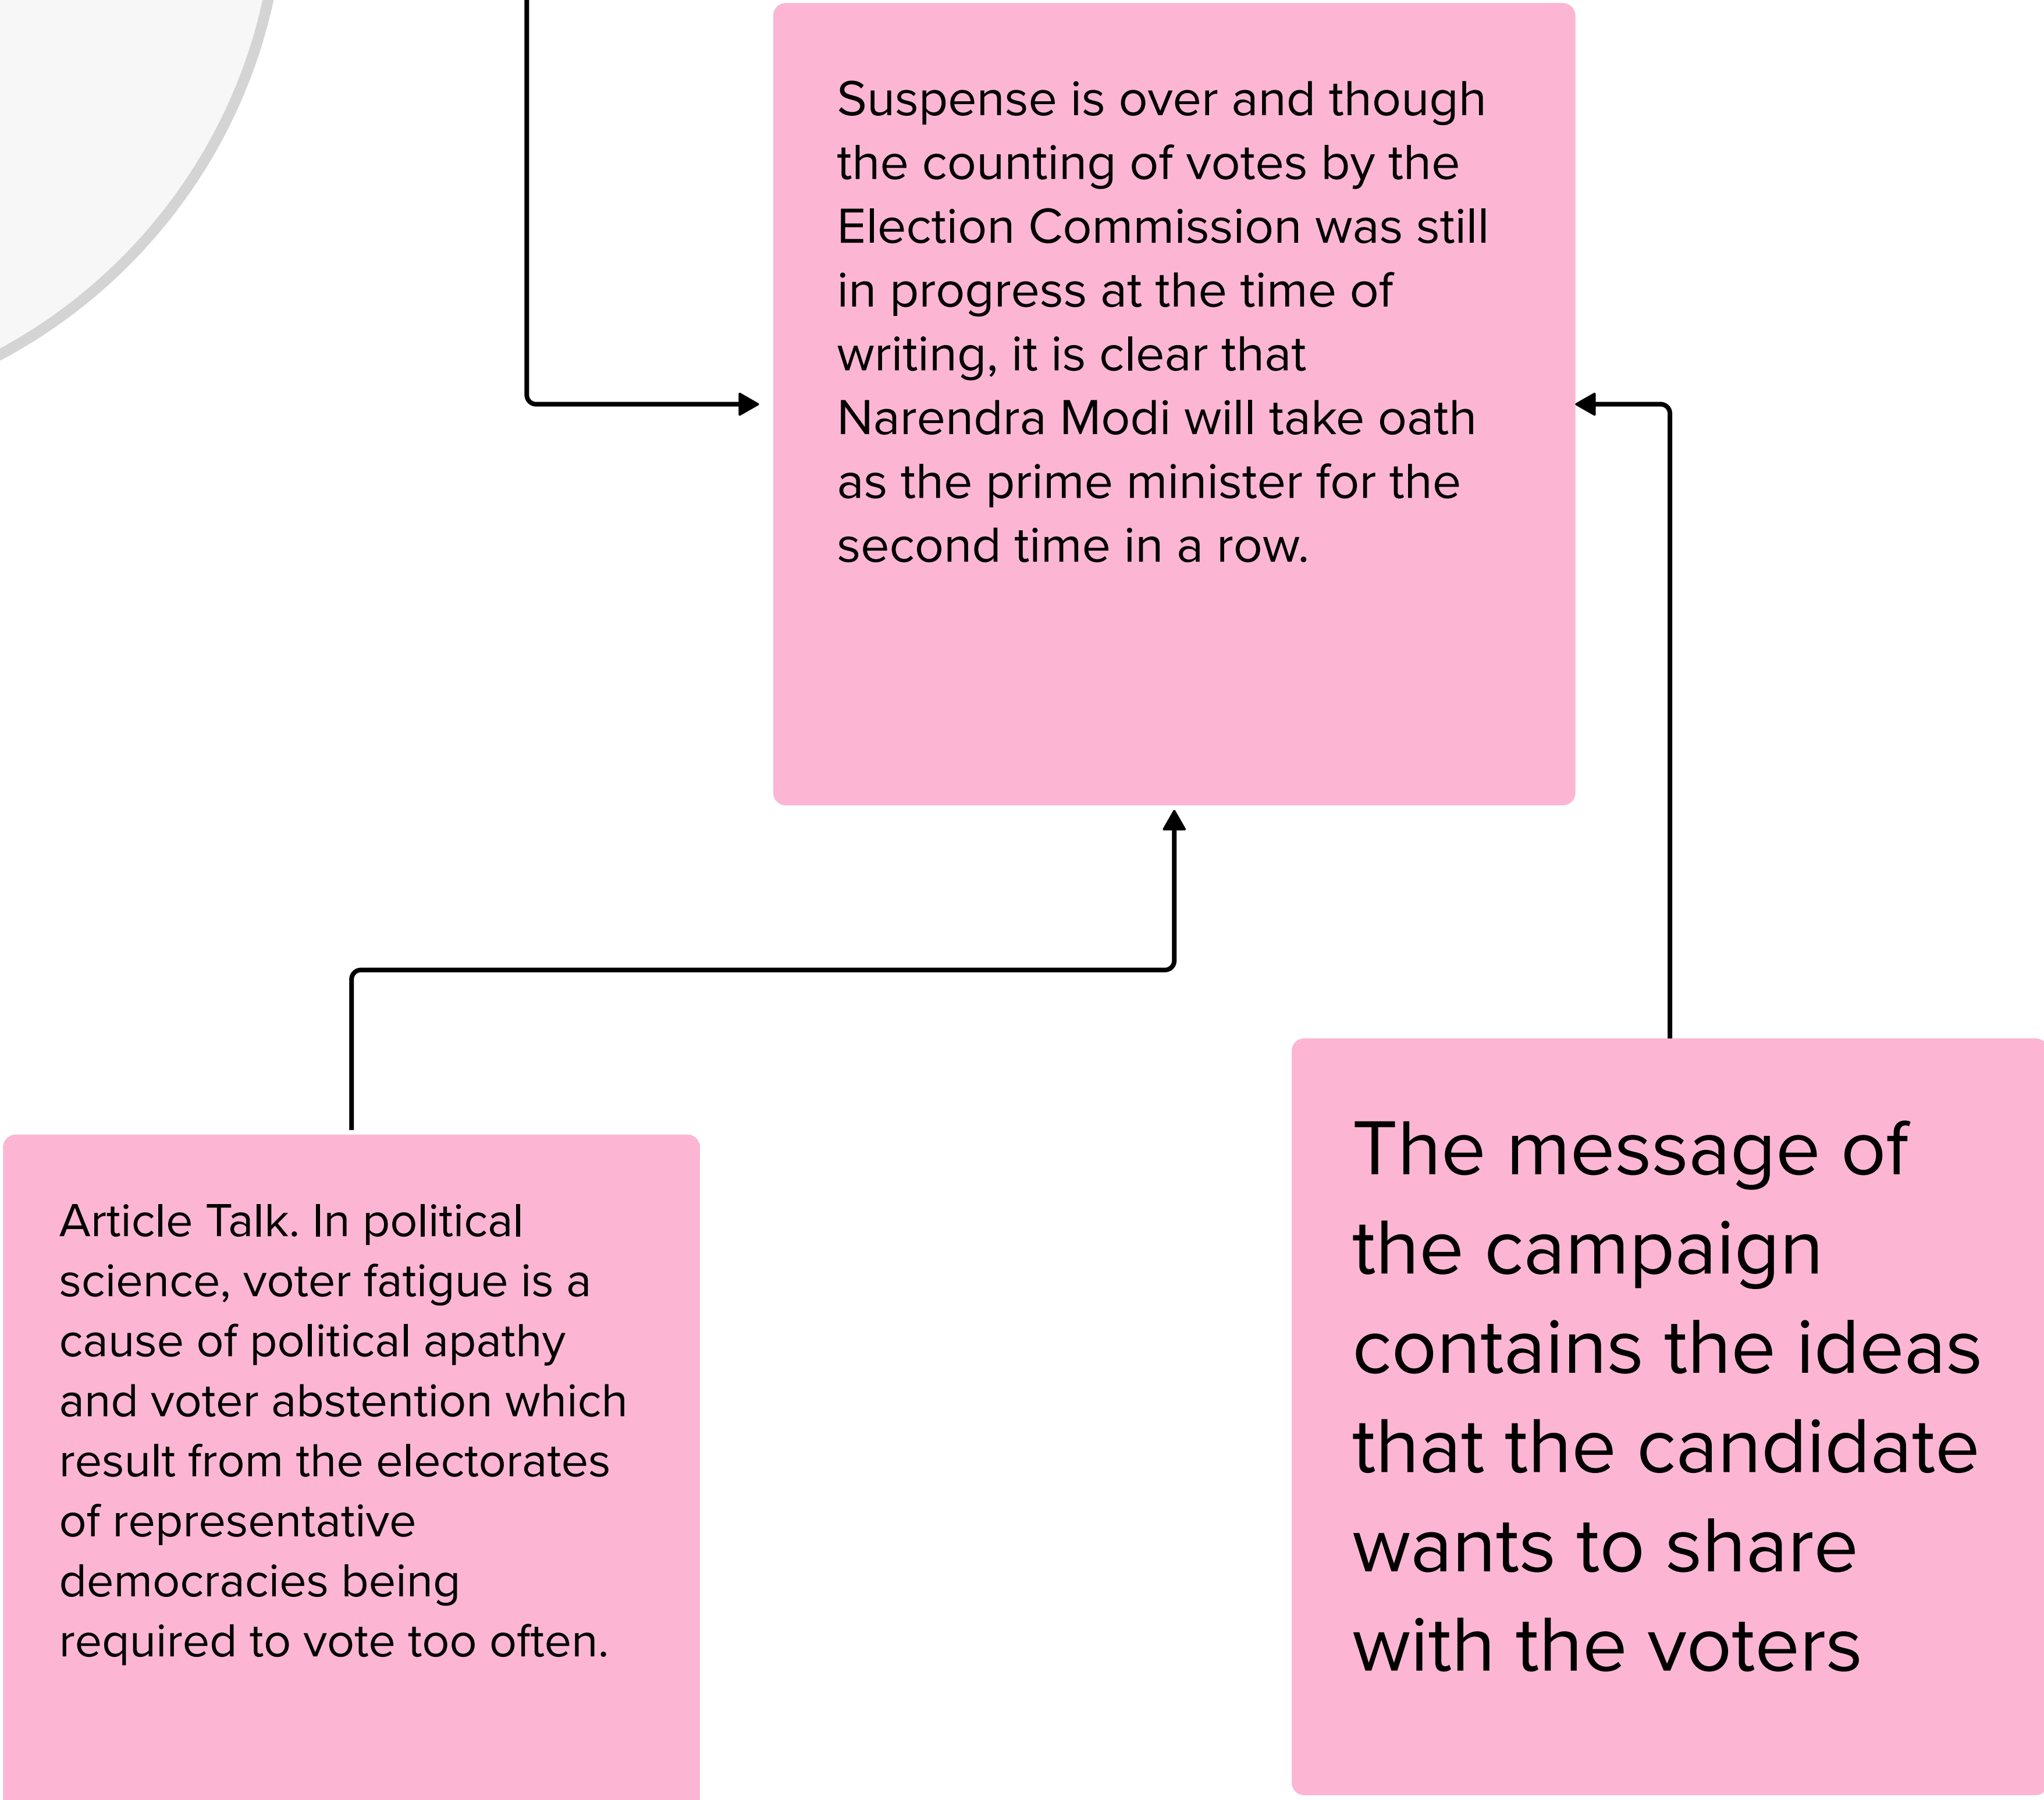 Suspense is over and though
the counting of votes by the
Election Commission was still
in progress at the time of
writing, it is clear that
Narendra Modi will take oath
as the prime minister for the
second time in a row.
Article Talk. In political
science, voter fatigue is a
cause of political apathy
and voter abstention which
result from the electorates
of representative
democracies being
required to vote too often.
The message of
the campaign
contains the ideas
that the candidate
wants to share
with the voters